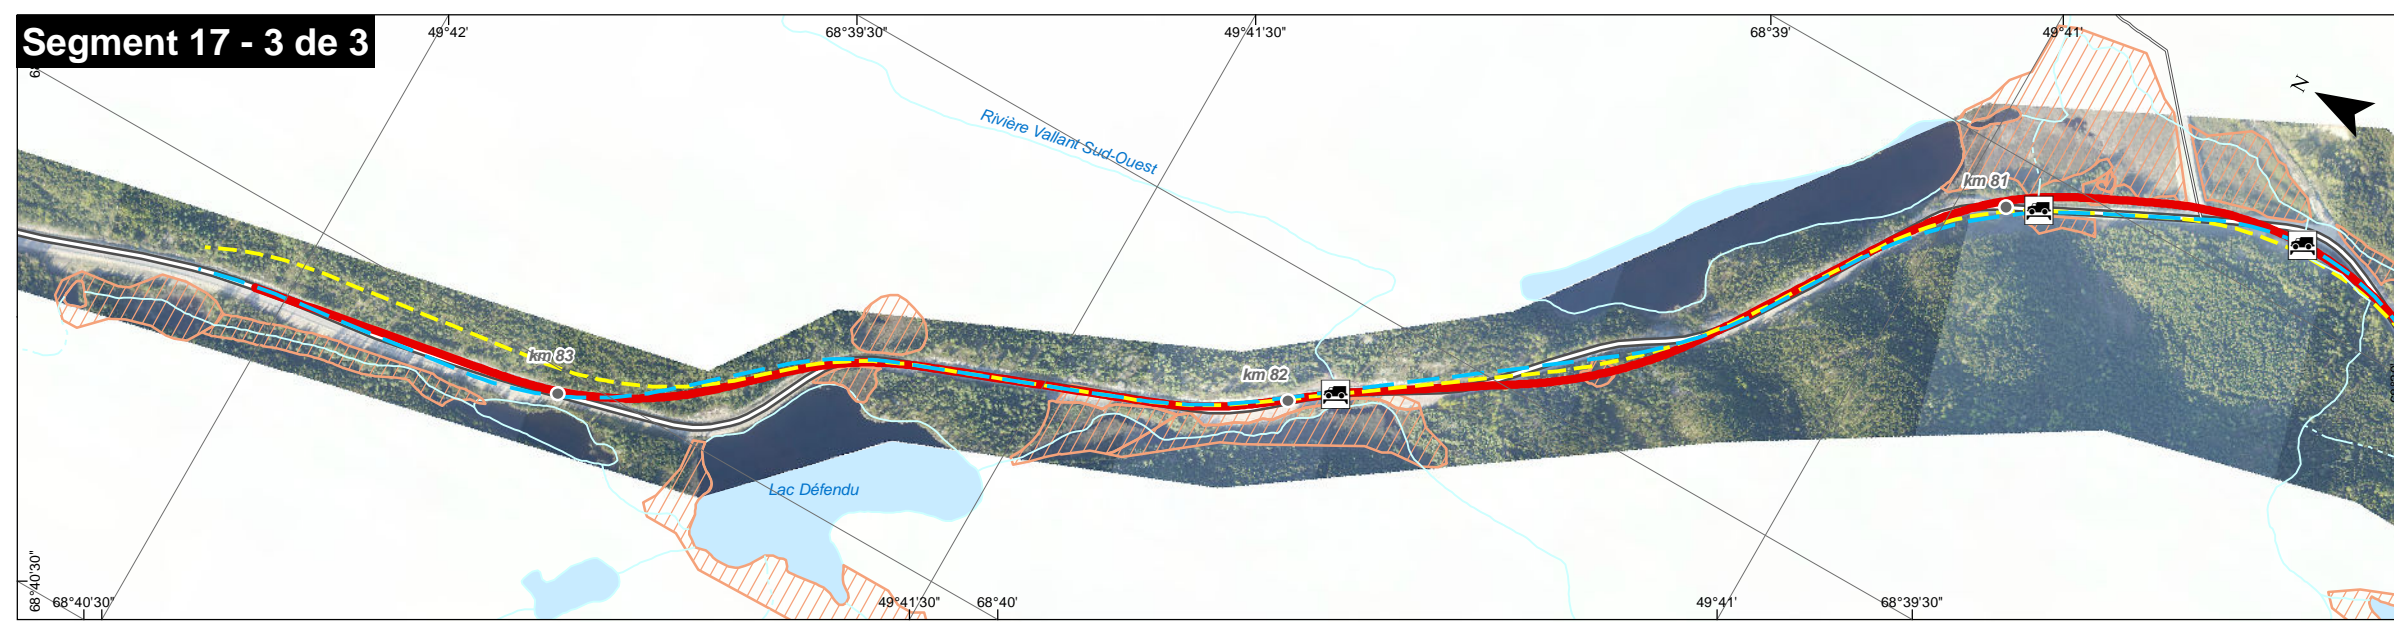 Segment 17 - 3 de 3
49°42'
68°39'30"
49°41'30"
68°39'
49°41'
N
Rivière Vallant Sud-Ouest
km 81
km 83
km 82
Lac Défendu
68°40'30"
68°40'30"
49°41'30"
68°40'
49°41'
68°39'30"